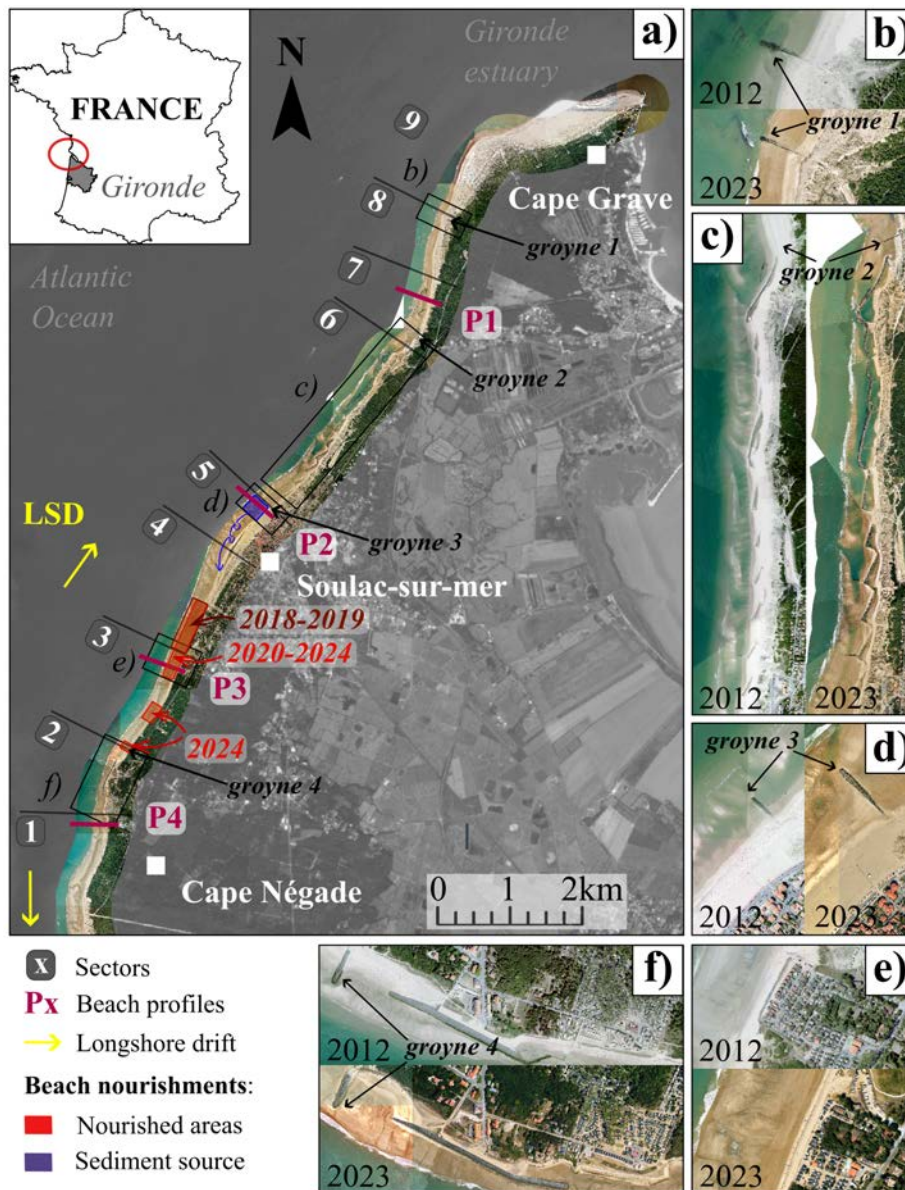 FRANCE
Gironde
N
Gironde
estuary
a)
9
b)
8
Cape Grave
groyne 1
Atlantic
Ocean
7
P1
6
groyne 2
c)
5
d)
groyne 3
LSD
4
P2
Soulac-sur-mer
2018-2019
3
2020-2024
e)
P3
2
2024
groyne 4
f)
P4
1
Cape Négade
0 1 2km
b)
2012
groyne 1
2023
c)
groyne 2
2012
2023
d)
groyne 3
2012
2023
x Sectors
Px Beach profiles
Longshore drift
Beach nourishments:
Nourished areas
Sediment source
f)
2012
groyne 4
2023
e)
2012
2023